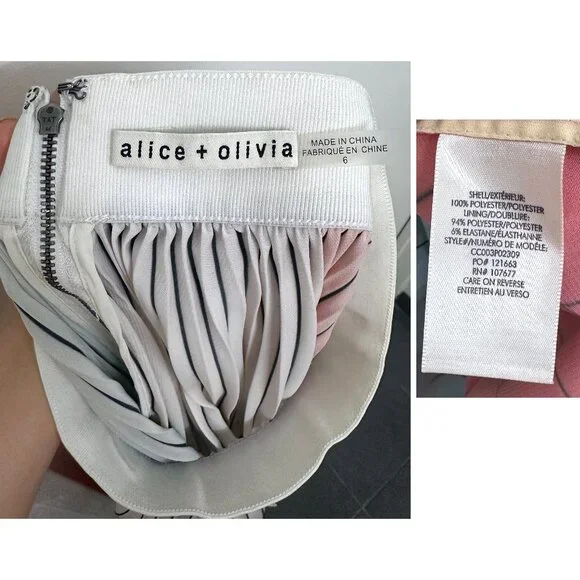 TAT
alice + olivia
MADE IN CHINA
FABRIQUÉ EN CHINE
6
SHELL/EXTÉRIEUR:
100% POLYESTER/POLYESTER
LINING/DOUBLURE:
94% POLYESTER/POLYESTER
6% ELASTANE/ÉLASTHANNE
STYLE#/NUMÉRO DE MODÈLE;
CC003P02309
PO# 121663
RN# 107677
CARE ON REVERSE
ENTRETIEN AU VERSO